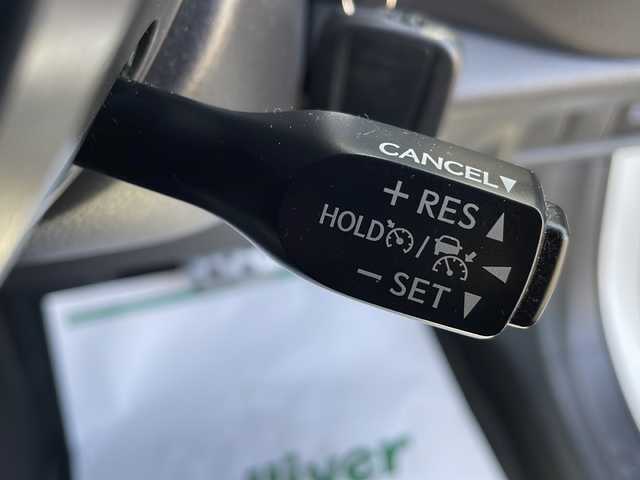 CANCEL▼
+ RES ▲
HOLD /
− SET ▼